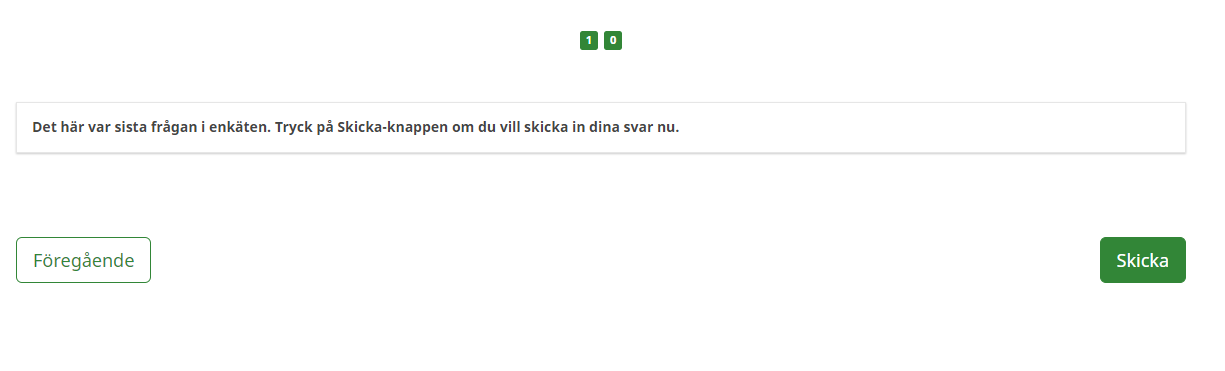 1 0
Det här var sista frågan i enkäten. Tryck på Skicka-knappen om du vill skicka in dina svar nu.
Föregående Skicka